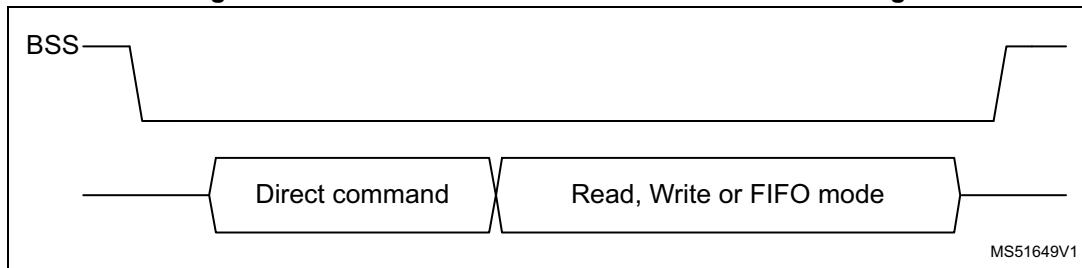 BSS
Direct command
Read, Write or FIFO mode
MS51649V1